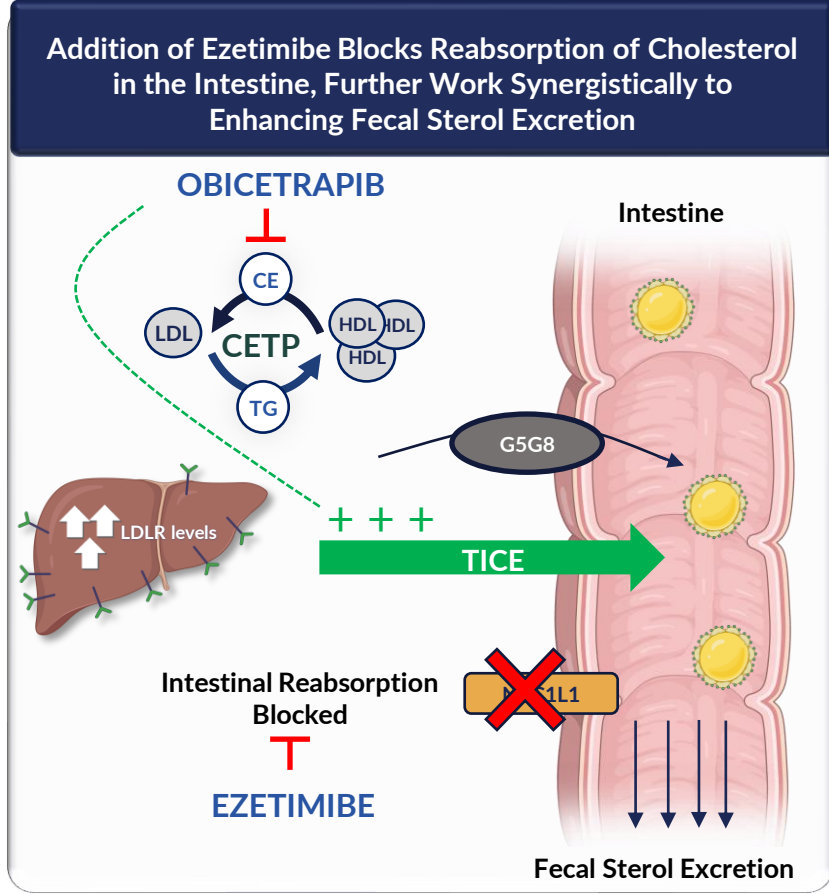 Addition of Ezetimibe Blocks Reabsorption of Cholesterol
in the Intestine, Further Work Synergistically to
Enhancing Fecal Sterol Excretion
OBICETRAPIB
Intestine
CE
LDL
CETP
HDL
HDL
HDL
TG
G5G8
LDLR levels
+ + +
TICE
Intestinal Reabsorption
Blocked
EZETIMIBE
Fecal Sterol Excretion